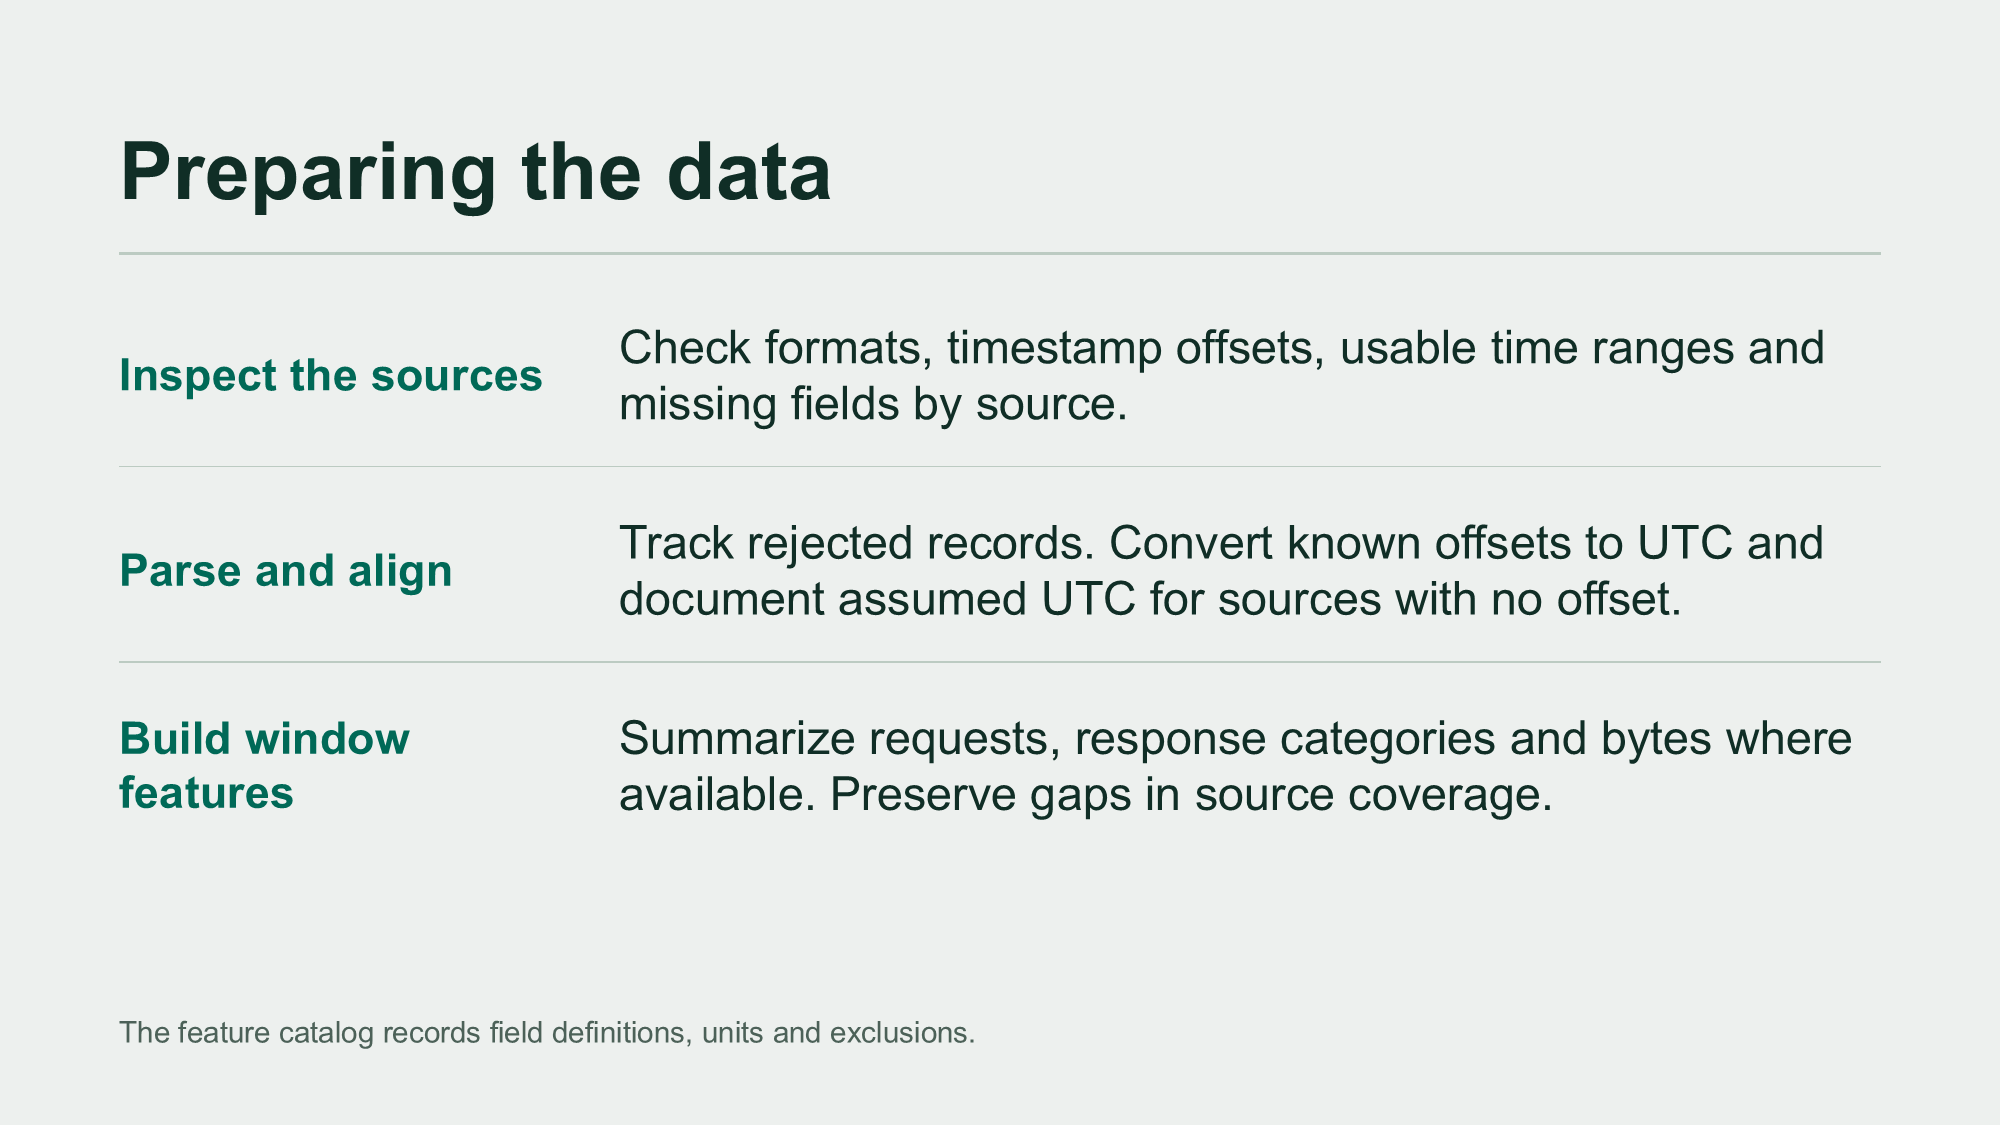 Preparing the data
Inspect the sources
Check formats, timestamp offsets, usable time ranges and
missing fields by source.
Parse and align
Track rejected records. Convert known offsets to UTC and
document assumed UTC for sources with no offset.
Build window
features
Summarize requests, response categories and bytes where
available. Preserve gaps in source coverage.
The feature catalog records field definitions, units and exclusions.